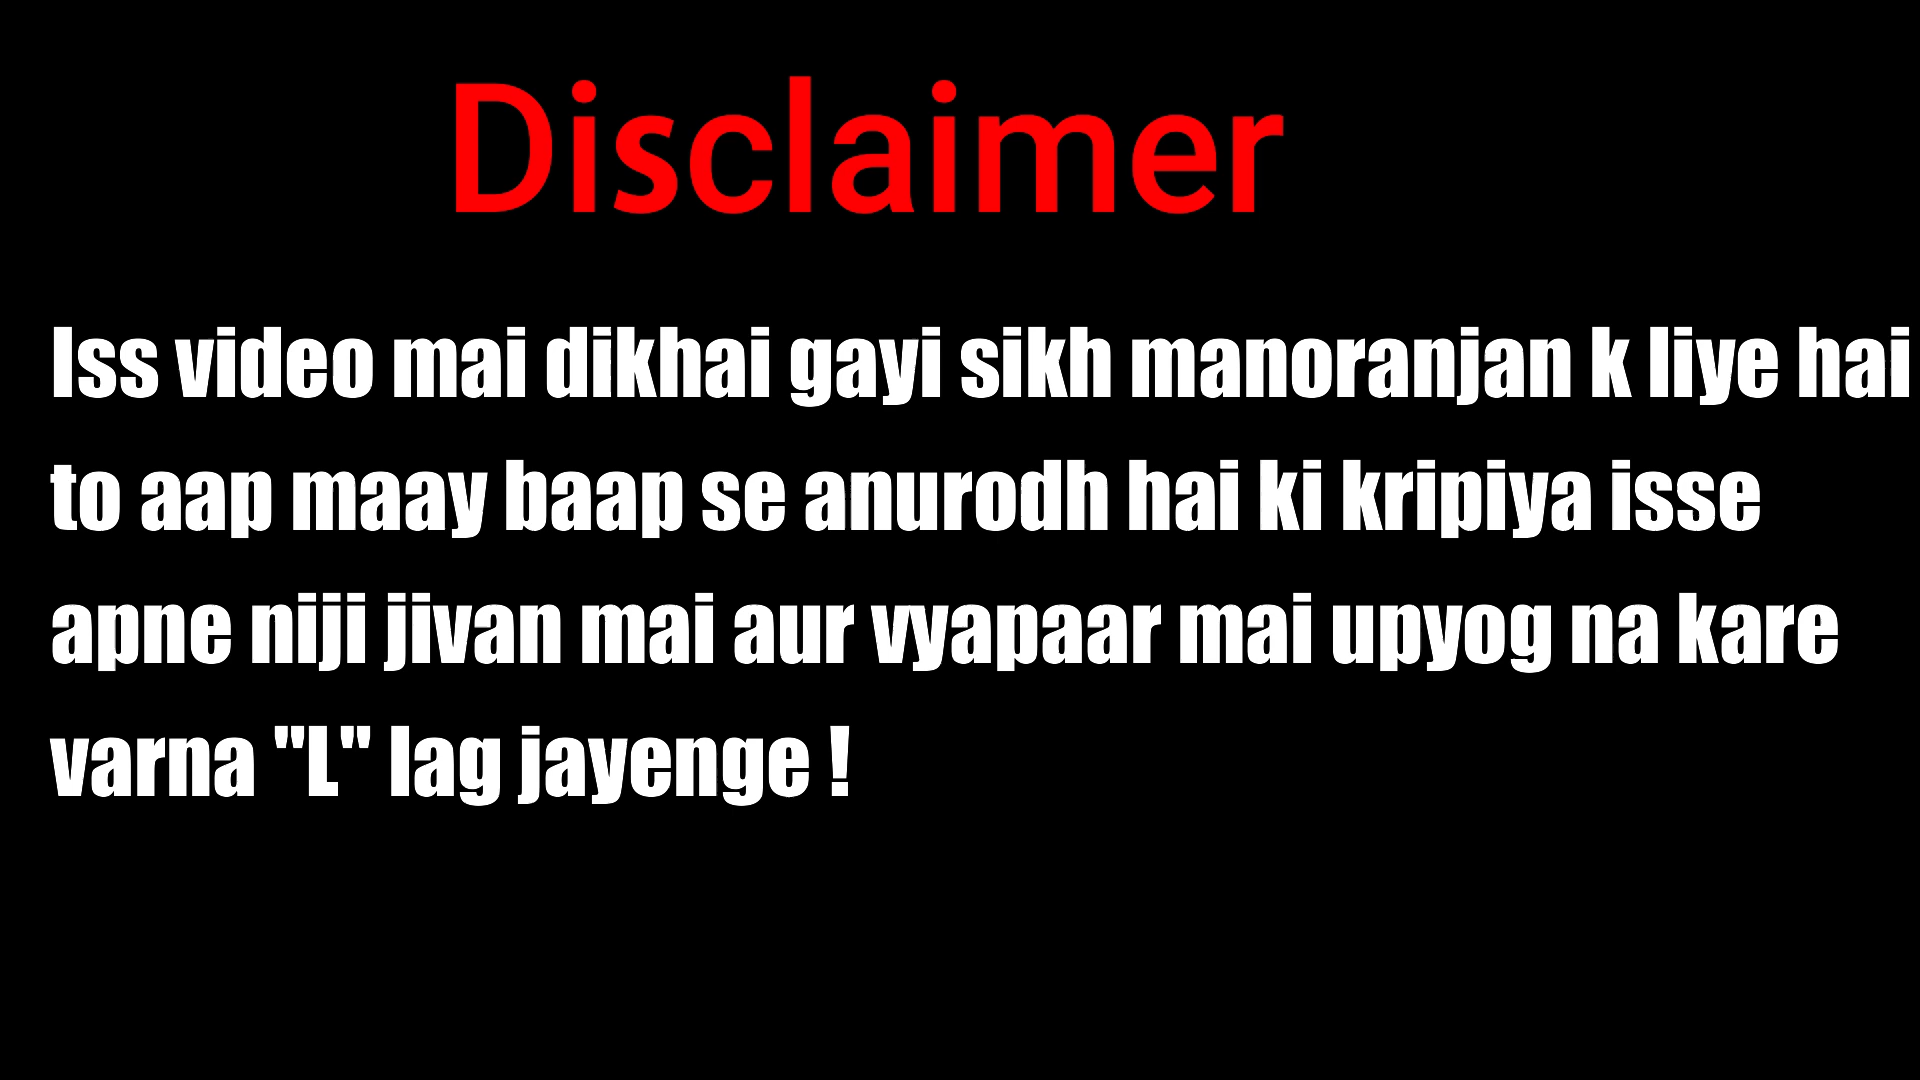 Disclaimer
Iss video mai dikhai gayi sikh manoranjan k liye hai
to aap maay baap se anurodh hai ki kripiya isse
apne niji jivan mai aur vyapaar mai upyog na kare
varna "L" lag jayenge !